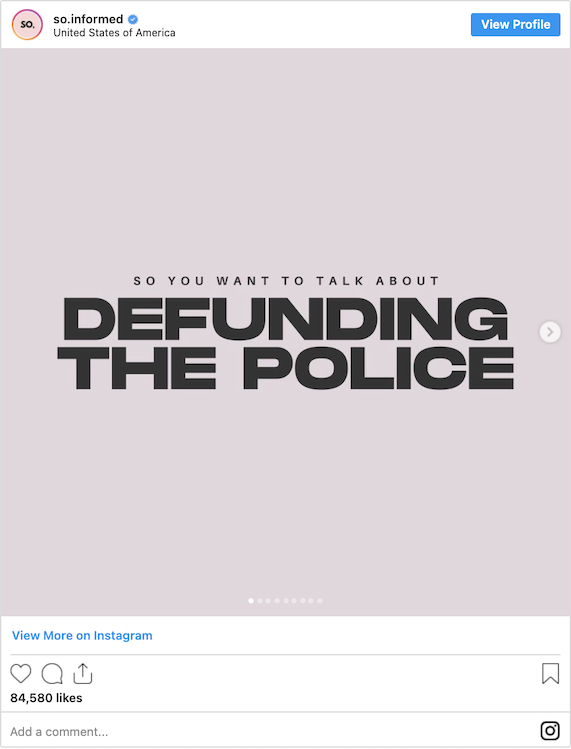 SO.
so.informed
United States of America
View Profile
SO YOU WANT TO TALK ABOUT
DEFUNDING
THE POLICE
View More on Instagram
84,580 likes
Add a comment...